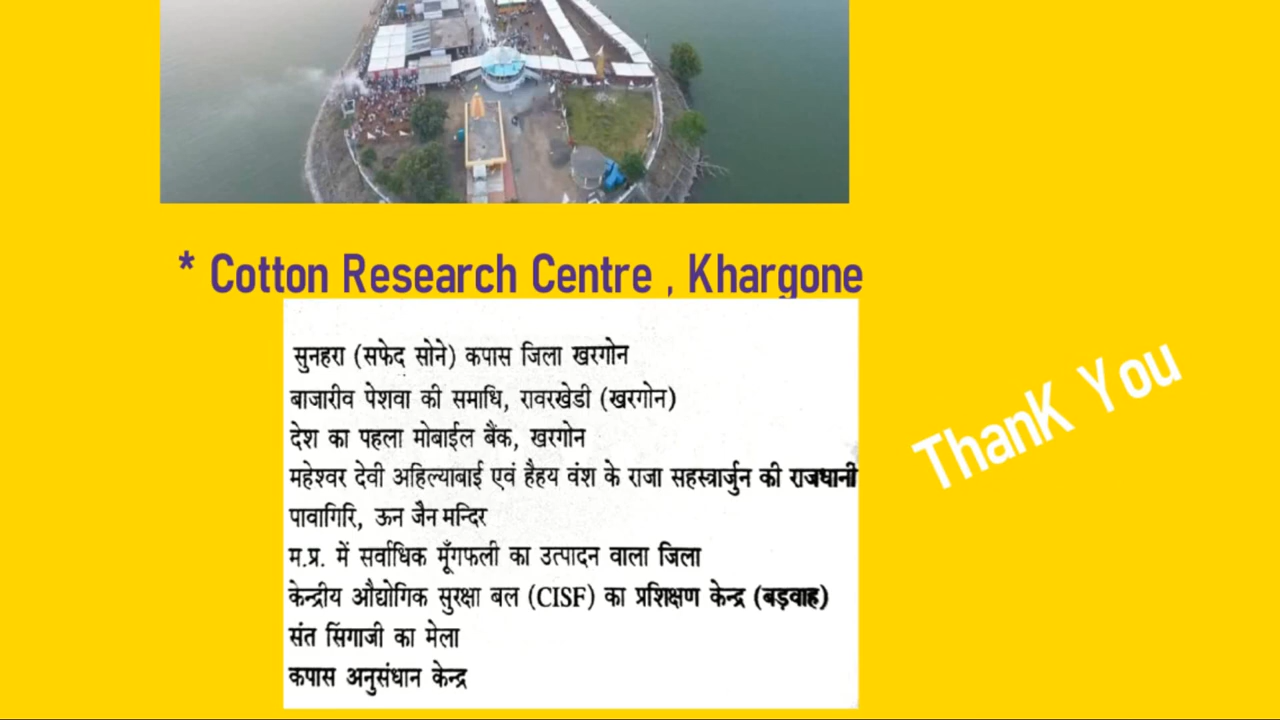 * Cotton Research Centre , Khargone
सुनहरा (सफेद सोने) कपास जिला खरगोन
बाजारीव पेशवा की समाधि, रावरखेडी (खरगोन)
देश का पहला मोबाईल बैंक, खरगोन
महेश्वर देवी अहिल्याबाई एवं हैहय वंश के राजा सहस्त्रार्जुन की राजधानी
पावागिरि, ऊन जैन मन्दिर
म.प्र. में सर्वाधिक मूँगफली का उत्पादन वाला जिला
केन्द्रीय औद्योगिक सुरक्षा बल (CISF) का प्रशिक्षण केन्द्र (बड़वाह)
संत सिंगाजी का मेला
कपास अनुसंधान केन्द्र
ThanK You